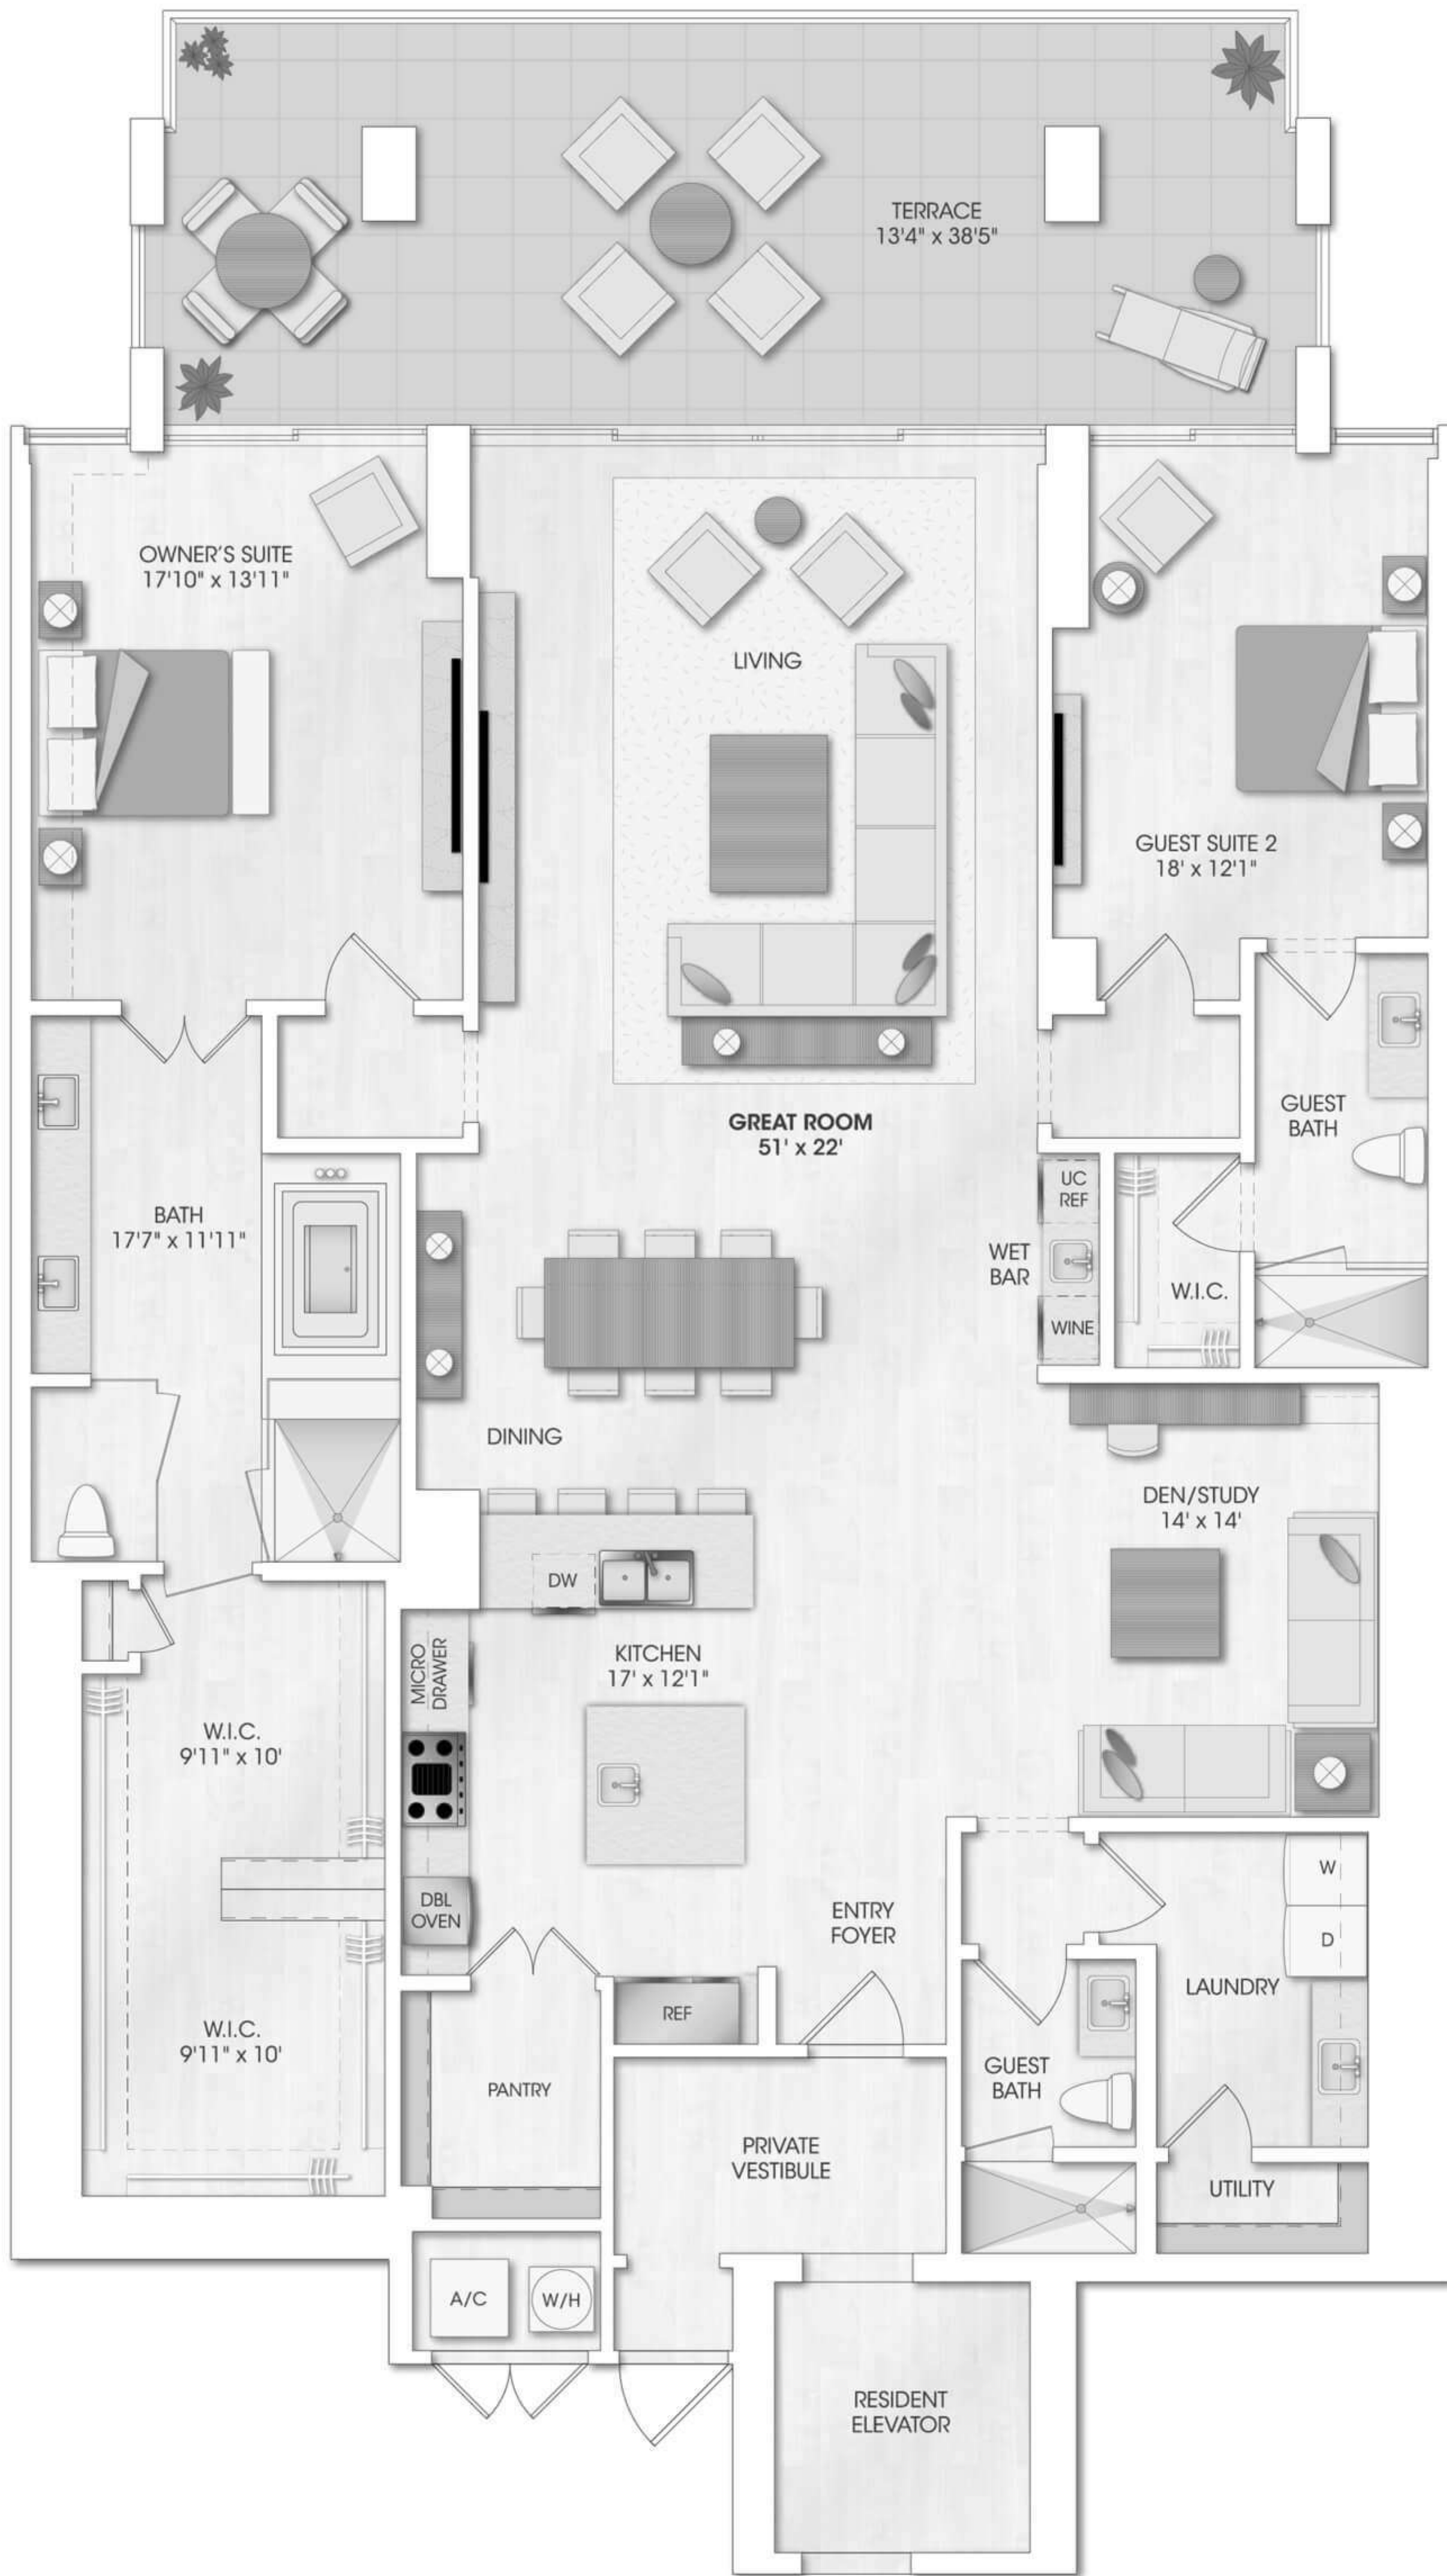 TERRACE
13'4" x 38'5"
OWNER'S SUITE
17'10" x 13'11"
LIVING
GUEST SUITE 2
18' x 12'1"
GREAT ROOM
51' x 22'
GUEST
BATH
BATH
17'7" x 11'11"
UC
REF
WET
BAR
WINE
W.I.C.
DINING
DEN/STUDY
14' x 14'
DW
MICRO
DRAWER
KITCHEN
17' x 12'1"
W.I.C.
9'11" x 10'
DBL
OVEN
ENTRY
FOYER
W
D
LAUNDRY
REF
W.I.C.
9'11" x 10'
PANTRY
GUEST
BATH
PRIVATE
VESTIBULE
UTILITY
A/C
W/H
RESIDENT
ELEVATOR